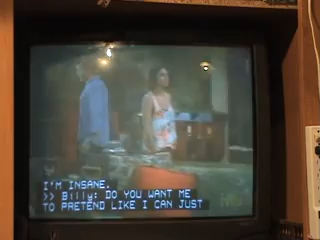 I'M INSANE.
>> Billy: DO YOU WANT ME
TO PRETEND LIKE I CAN JUST